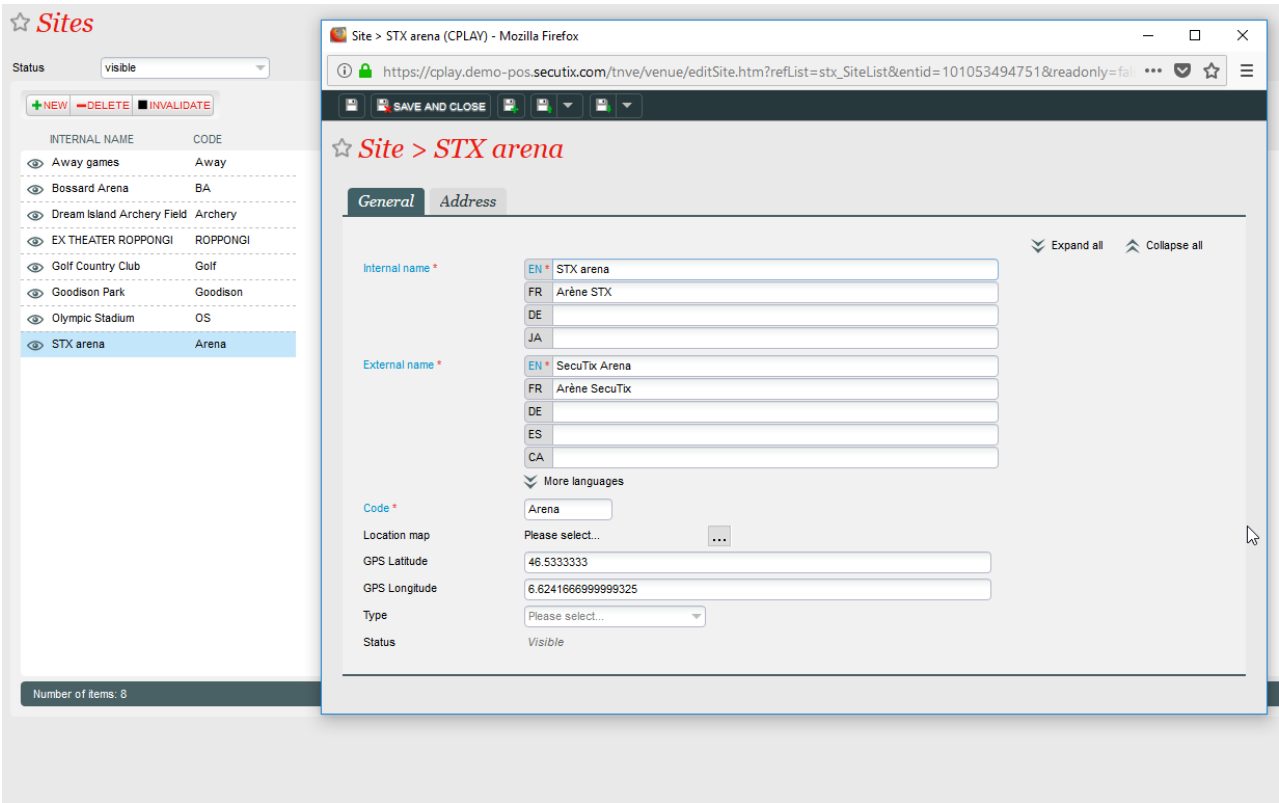 Sites
Status visible
NEW DELETE INVALIDATE
INTERNAL NAME CODE
Away games Away
Bossard Arena BA
Dream Island Archery Field Archery
EX THEATER ROPPONGI ROPPONGI
Golf Country Club Golf
Goodison Park Goodison
Olympic Stadium OS
STX arena Arena
Number of items: 8
Site > STX arena (CPLAY) - Mozilla Firefox
https://cplay.demo-pos.secutix.com/tnve/venue/editSite.htm?refList=stx_SiteList&entid=101053494751&readonly=fal
SAVE AND CLOSE
Site > STX arena
General Address
Expand all Collapse all
Internal name * EN * STX arena
FR Arène STX
DE
JA
External name * EN * SecuTix Arena
FR Arène SecuTix
DE
ES
CA
More languages
Code * Arena
Location map Please select... ...
GPS Latitude 46.5333333
GPS Longitude 6.6241666999999325
Type Please select...
Status Visible